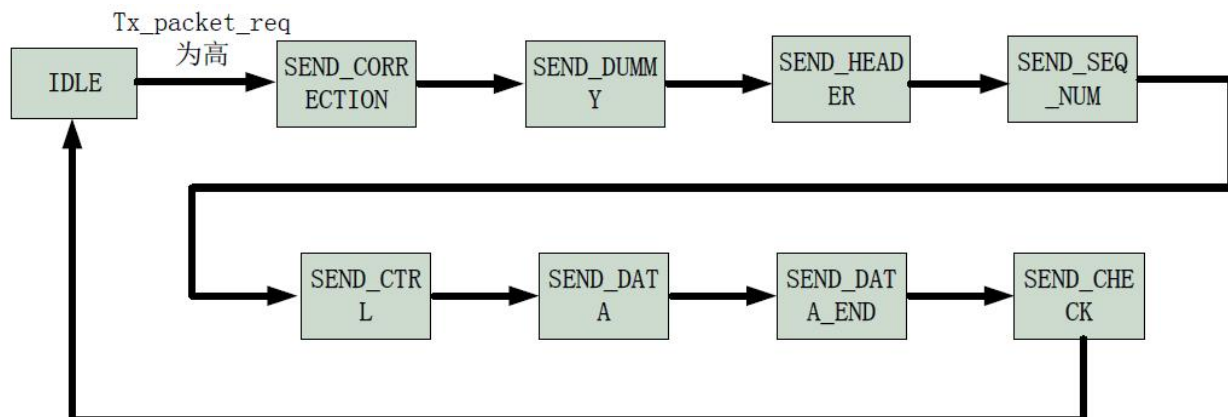 Tx_packet_req
为高
IDLE
SEND_CORR
ECTION
SEND_DUMM
Y
SEND_HEAD
ER
SEND_SEQ
_NUM
SEND_CTR
L
SEND_DAT
A
SEND_DAT
A_END
SEND_CHE
CK